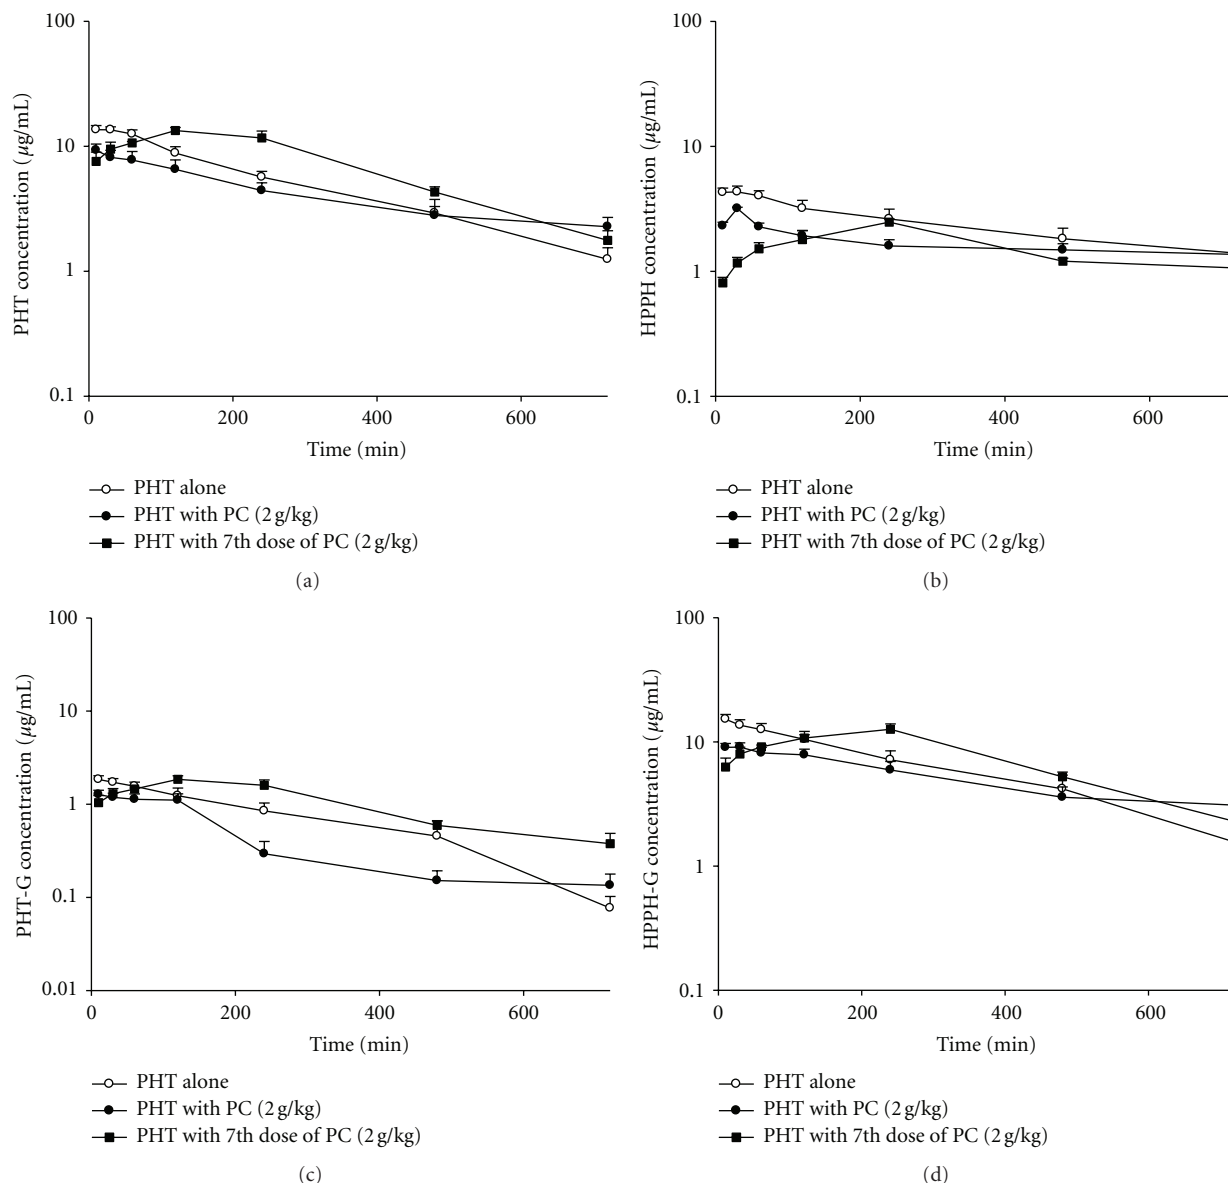 100
10
1
0.1
PHT concentration (μg/mL)
0 200 400 600
Time (min)
PHT alone
PHT with PC (2 g/kg)
PHT with 7th dose of PC (2 g/kg)
(a)
100
10
1
0.1
HPPH concentration (μg/mL)
0 200 400 600
Time (min)
PHT alone
PHT with PC (2 g/kg)
PHT with 7th dose of PC (2 g/kg)
(b)
100
10
1
0.1
0.01
PHT-G concentration (μg/mL)
0 200 400 600
Time (min)
PHT alone
PHT with PC (2 g/kg)
PHT with 7th dose of PC (2 g/kg)
(c)
100
10
1
0.1
HPPH-G concentration (μg/mL)
0 200 400 600
Time (min)
PHT alone
PHT with PC (2 g/kg)
PHT with 7th dose of PC (2 g/kg)
(d)